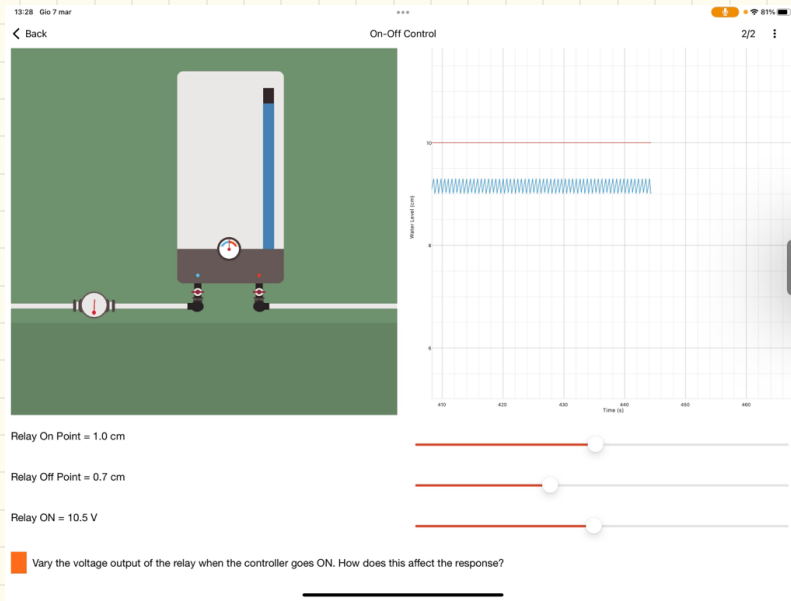 13:28 Gio 7 mar
81%
Back
On-Off Control
2/2
10
8
6
Water Level (cm)
410 420 430 440 450 460
Time (s)
Relay On Point = 1.0 cm
Relay Off Point = 0.7 cm
Relay ON = 10.5 V
Vary the voltage output of the relay when the controller goes ON. How does this affect the response?